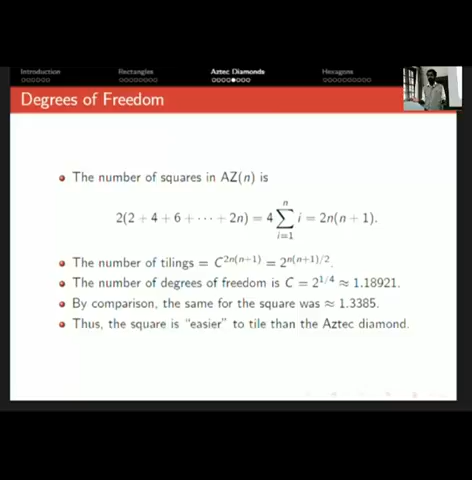 Introduction Rectangles Aztec Diamonds Hexagons
Degrees of Freedom
The number of squares in AZ(n) is
2(2 + 4 + 6 + ··· + 2n) = 4 ∑_{i=1}^{n} i = 2n(n + 1).
The number of tilings = C^{2n(n+1)} = 2^{n(n+1)/2}.
The number of degrees of freedom is C = 2^{1/4} ≈ 1.18921.
By comparison, the same for the square was ≈ 1.3385.
Thus, the square is "easier" to tile than the Aztec diamond.